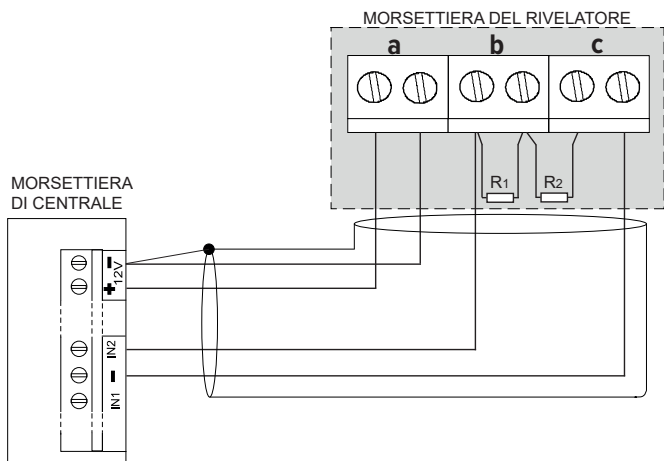 MORSETTIERA DEL RIVELATORE
a b c
R1 R2
MORSETTIERA
DI CENTRALE
-
+
12V
IN2
-
IN1